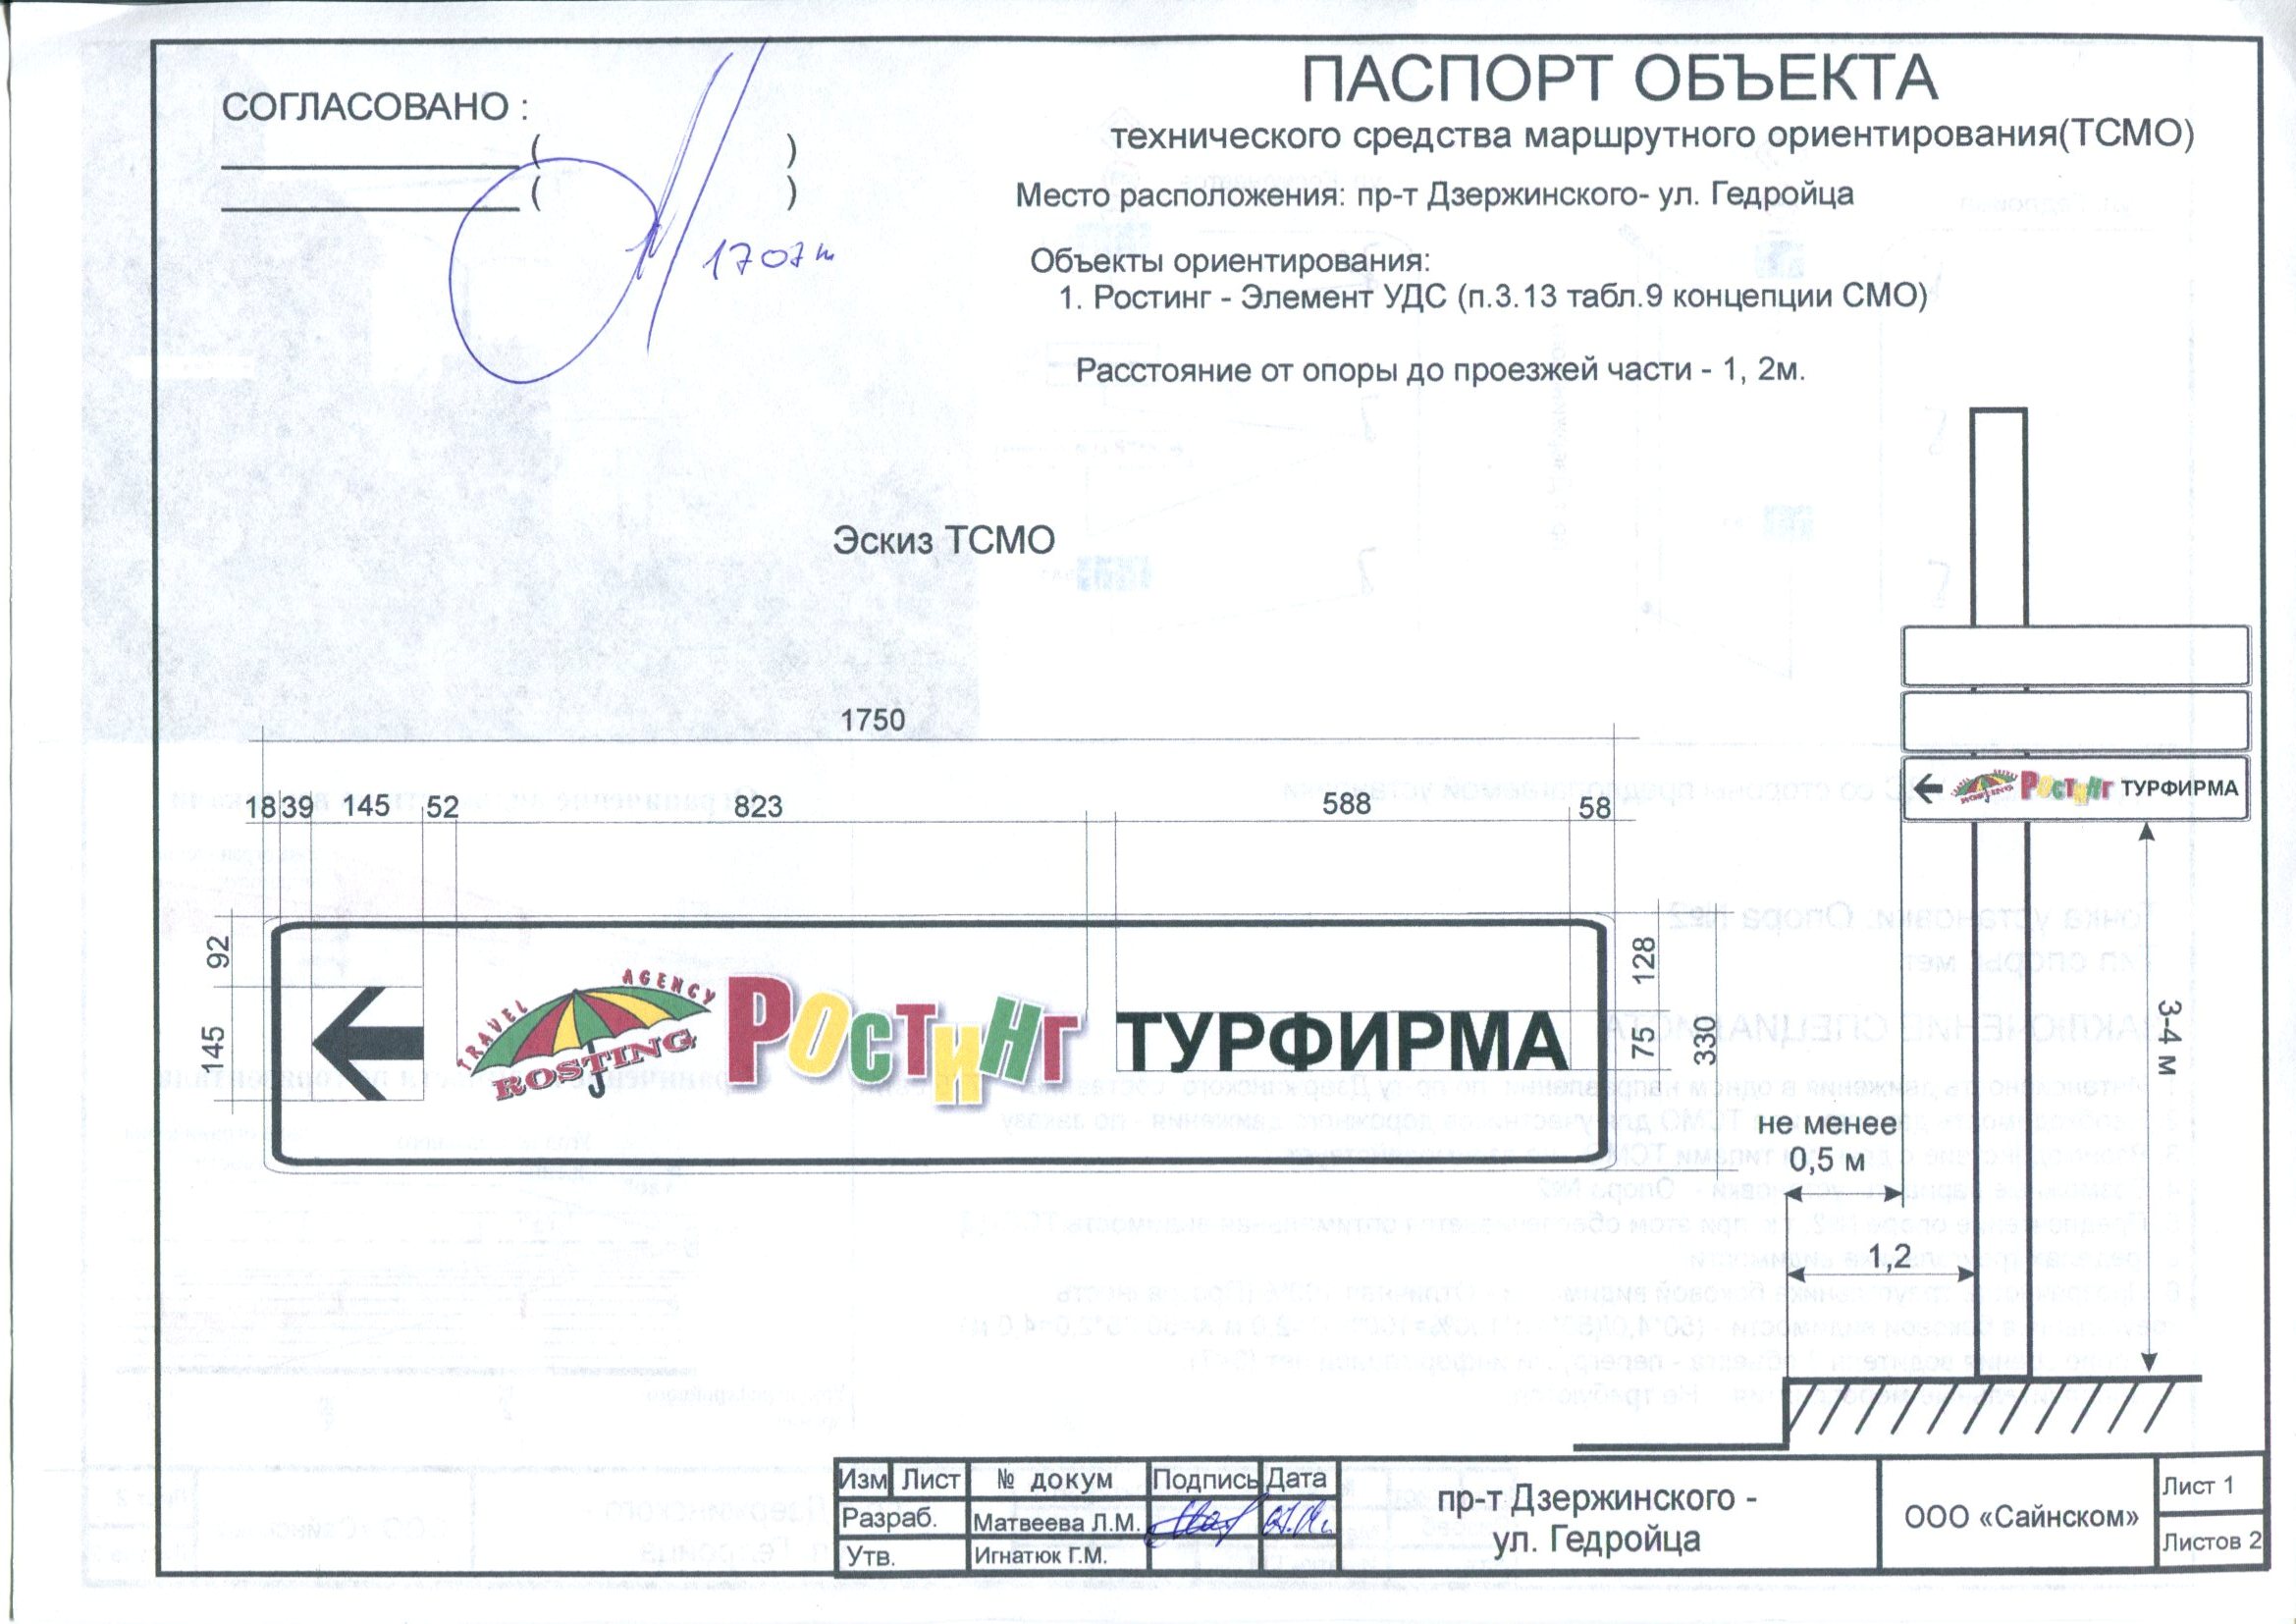 СОГЛАСОВАНО :
( )
( )
ПАСПОРТ ОБЪЕКТА
технического средства маршрутного ориентирования(ТСМО)
Место расположения: пр-т Дзержинского- ул. Гедройца
Объекты ориентирования:
1. Ростинг - Элемент УДС (п.3.13 табл.9 концепции СМО)
Расстояние от опоры до проезжей части - 1, 2м.
Эскиз ТСМО
1750
18 39 145 52 823 588 58
92
145
TRAVEL AGENCY
ROSTING
РОСТИНГ
ТУРФИРМА
128
75
330
РОСТИНГ ТУРФИРМА
3-4 м
не менее
0,5 м
1,2
Изм Лист № докум Подпись Дата
Разраб. Матвеева Л.М.
Утв. Игнатюк Г.М.
пр-т Дзержинского -
ул. Гедройца
ООО «Сайнском»
Лист 1
Листов 2